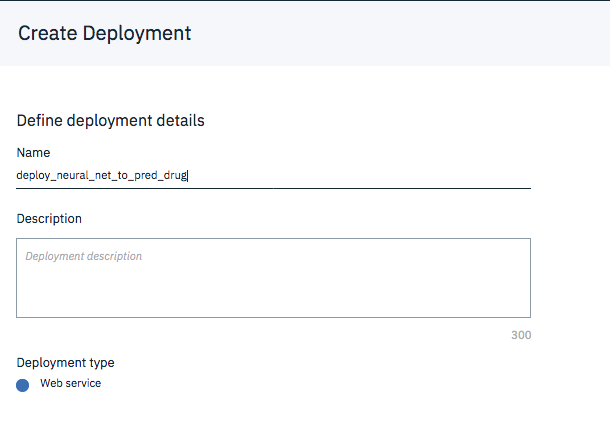 Create Deployment
Define deployment details
Name
deploy_neural_net_to_pred_drug
Description
Deployment description
300
Deployment type
Web service